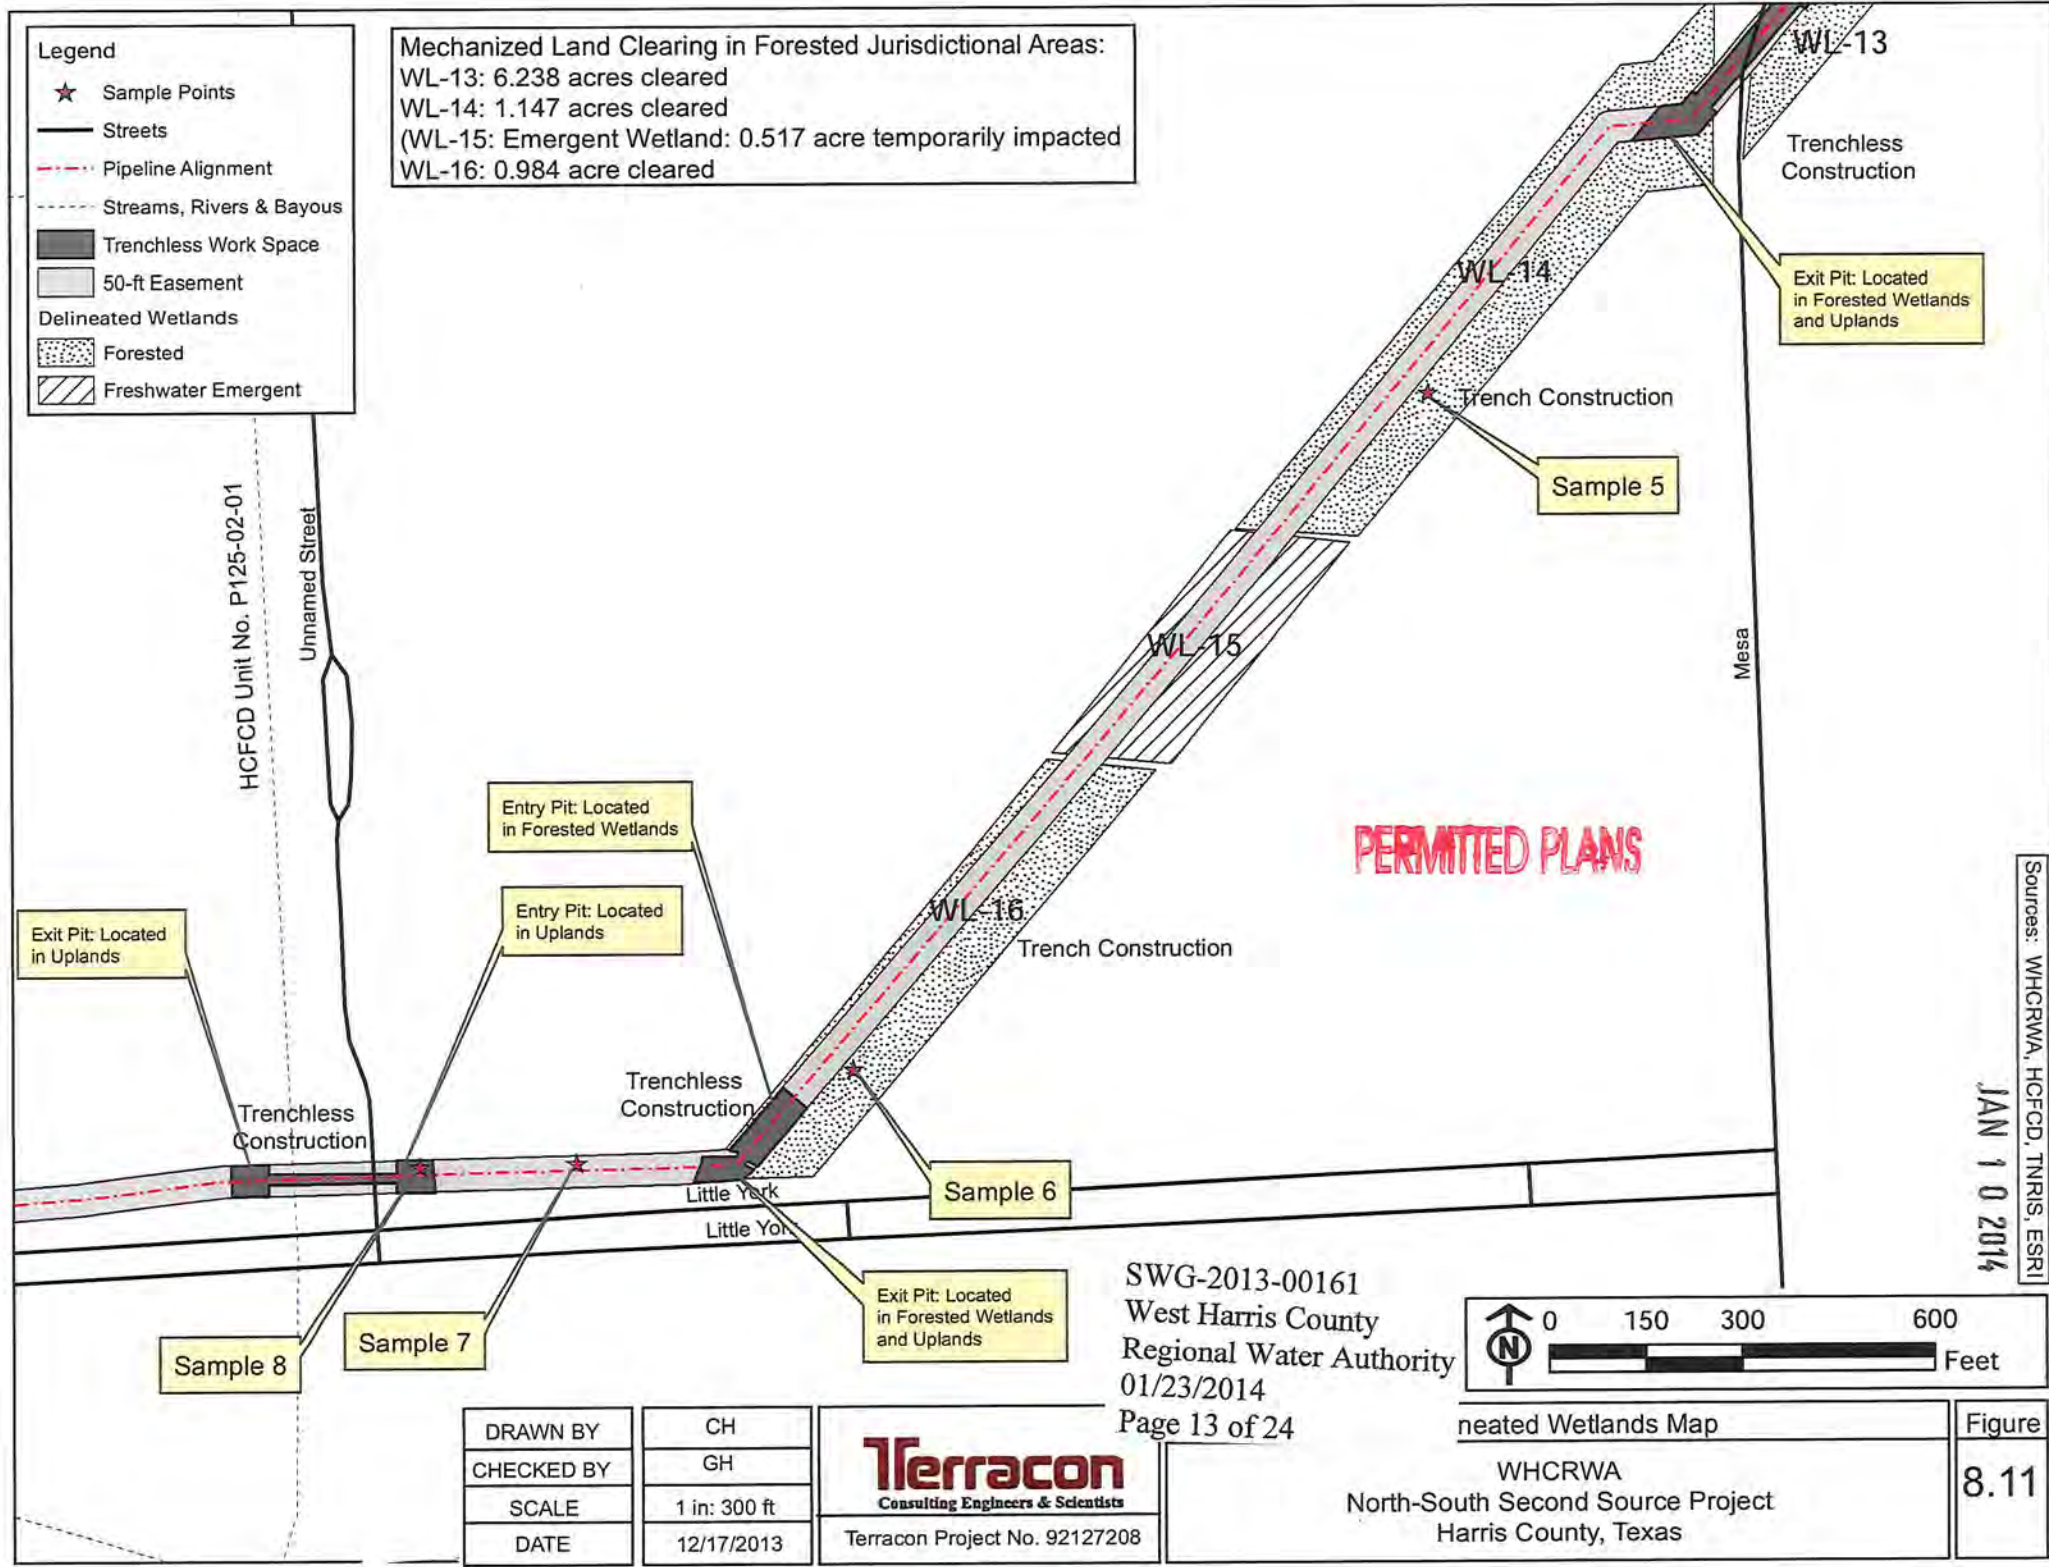 Legend
Sample Points
Streets
Pipeline Alignment
Streams, Rivers & Bayous
Trenchless Work Space
50-ft Easement
Delineated Wetlands
Forested
Freshwater Emergent
Mechanized Land Clearing in Forested Jurisdictional Areas:
WL-13: 6.238 acres cleared
WL-14: 1.147 acres cleared
(WL-15: Emergent Wetland: 0.517 acre temporarily impacted
WL-16: 0.984 acre cleared
WL-13
Trenchless
Construction
Exit Pit: Located
in Forested Wetlands
and Uplands
WL-14
Trench Construction
Sample 5
Mesa
WL-15
HCFCD Unit No. P125-02-01
Unnamed Street
Entry Pit: Located
in Forested Wetlands
Entry Pit: Located
in Uplands
Exit Pit: Located
in Uplands
WL-16
Trench Construction
PERMITTED PLANS
Sources: WHCRWA, HCFCD, TNRIS, ESRI
JAN 10 2014
Trenchless
Construction
Trenchless
Construction
Little York
Little York
Sample 6
Sample 7
Sample 8
Exit Pit: Located
in Forested Wetlands
and Uplands
SWG-2013-00161
West Harris County
Regional Water Authority
01/23/2014
Page 13 of 24
N
0 150 300 600
Feet
DRAWN BY CH
CHECKED BY GH
SCALE 1 in: 300 ft
DATE 12/17/2013
Terracon
Consulting Engineers & Scientists
Terracon Project No. 92127208
neated Wetlands Map
WHCRWA
North-South Second Source Project
Harris County, Texas
Figure
8.11